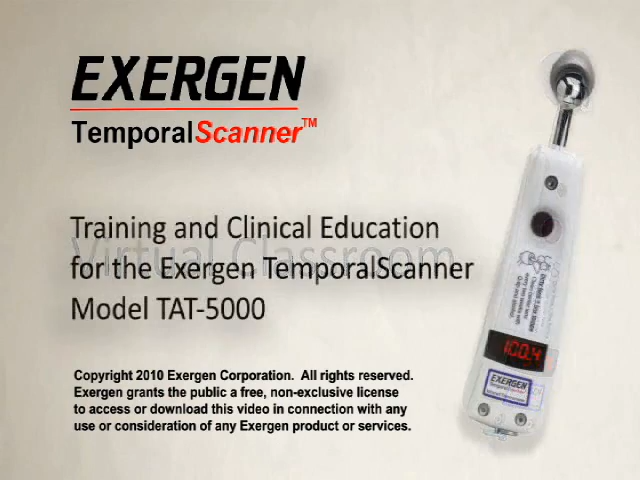 EXERGEN
TemporalScanner™
Training and Clinical Education
Virtual Classroom
for the Exergen TemporalScanner
Model TAT-5000
Copyright 2010 Exergen Corporation. All rights reserved.
Exergen grants the public a free, non-exclusive license
to access or download this video in connection with any
use or consideration of any Exergen product or services.
100.4
EXERGEN
TemporalScanner